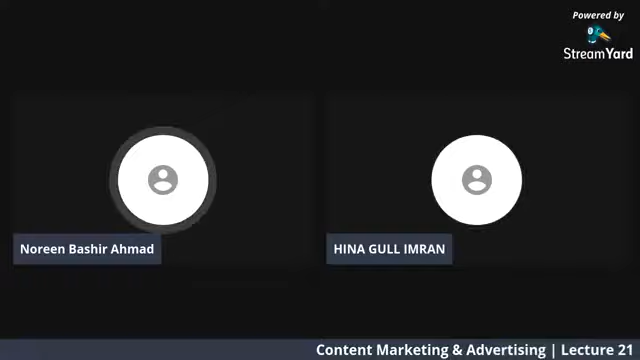 Powered by
StreamYard
Noreen Bashir Ahmad
HINA GULL IMRAN
Content Marketing & Advertising | Lecture 21